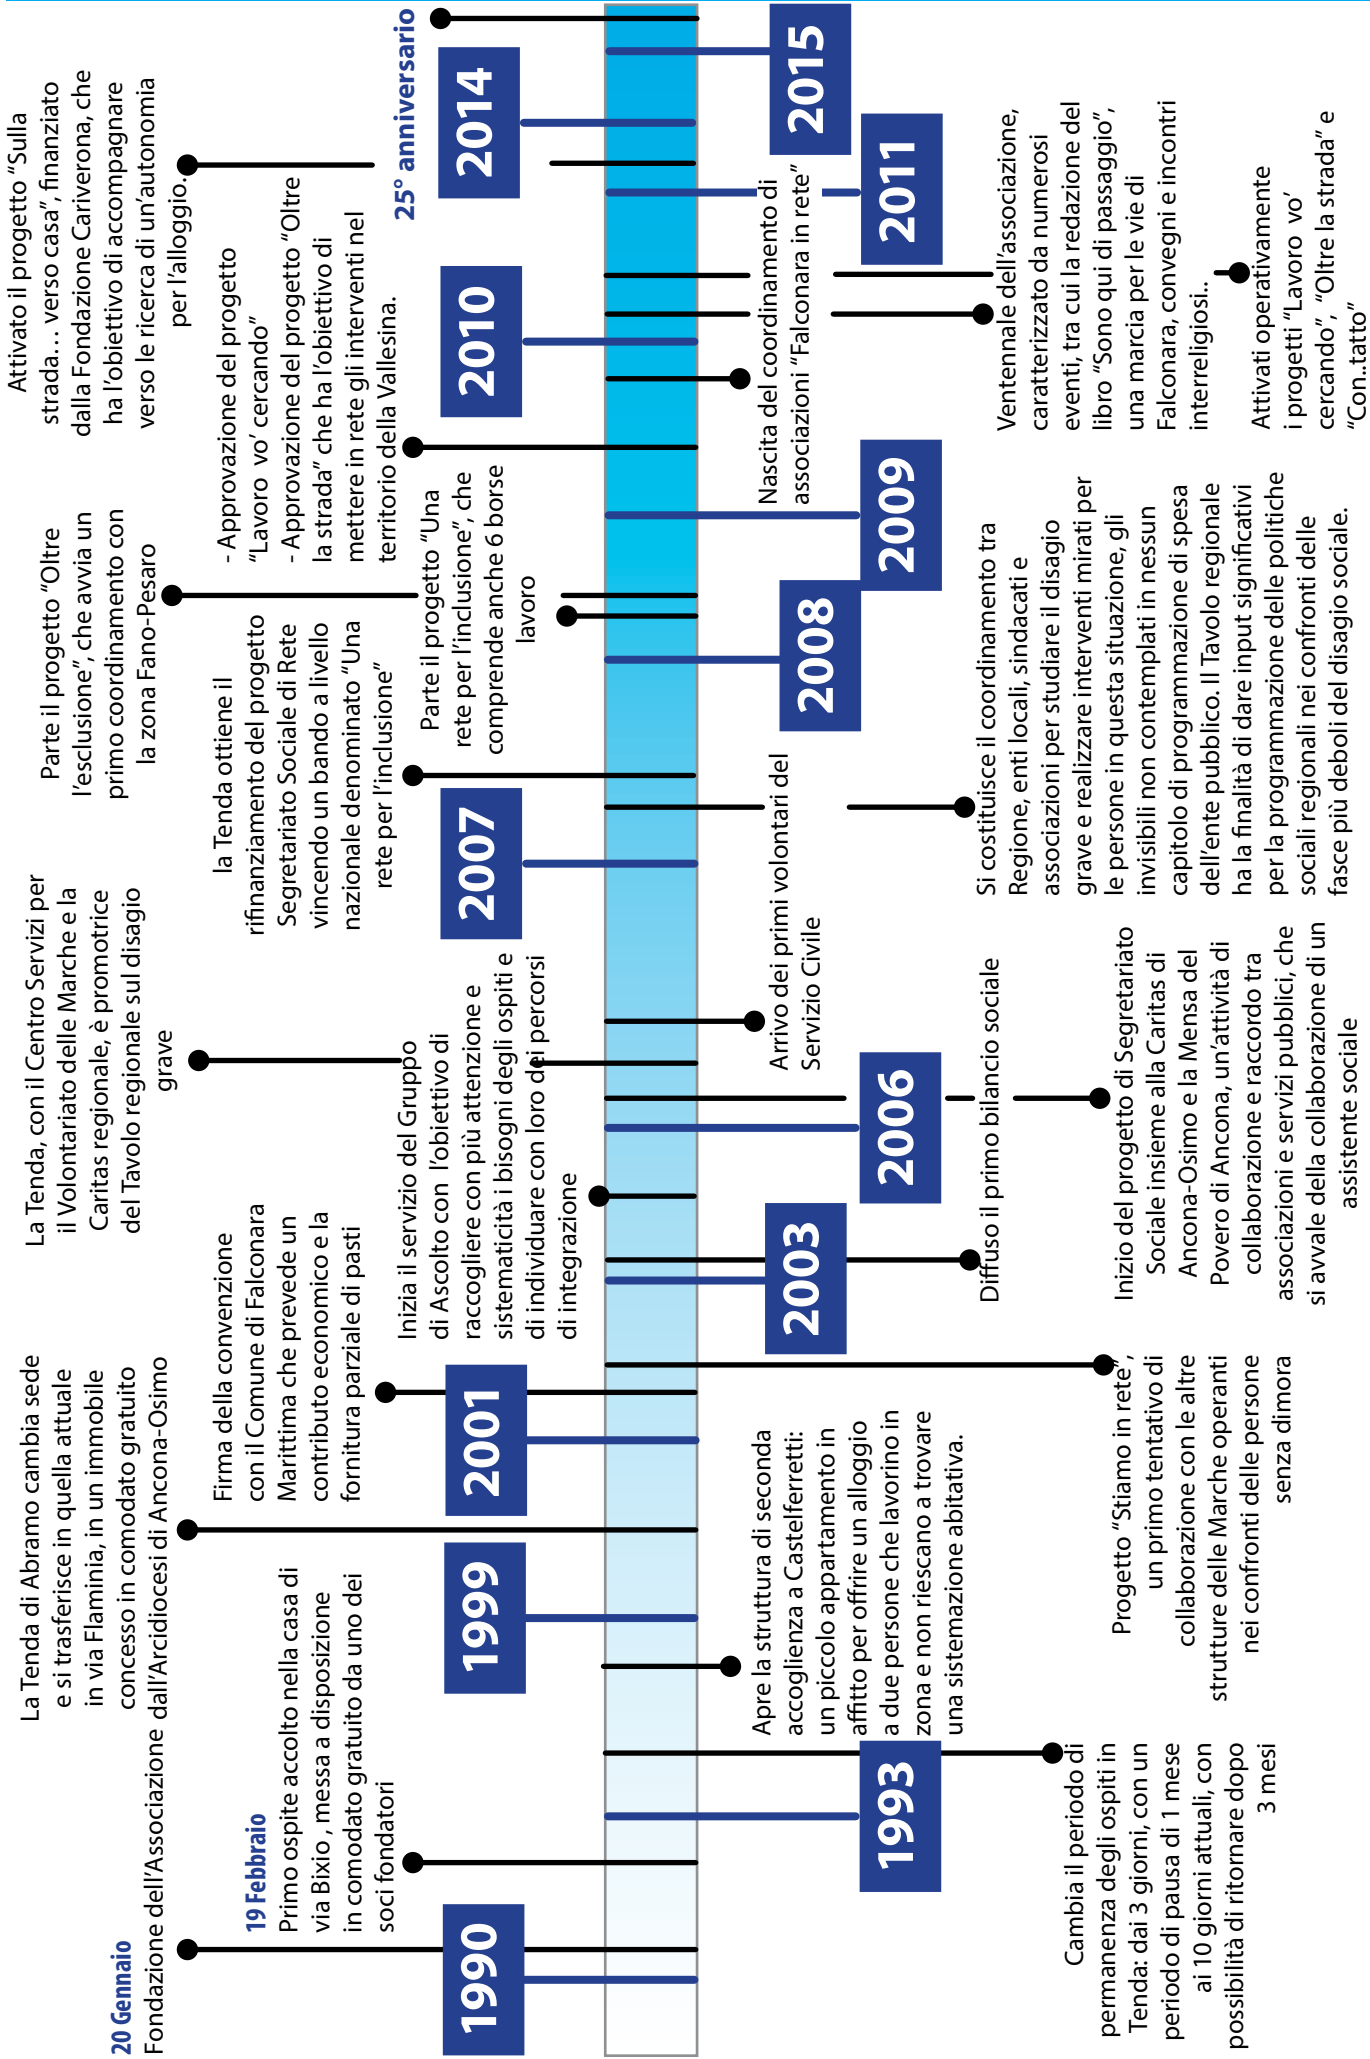 20 Gennaio
Fondazione dell'Associazione
1990
19 Febbraio
Primo ospite accolto nella casa di
via Bixio , messa a disposizione
in comodato gratuito da uno dei
soci fondatori
1993
Cambia il periodo di
permanenza degli ospiti in
Tenda: dai 3 giorni, con un
periodo di pausa di 1 mese
ai 10 giorni attuali, con
possibilità di ritornare dopo
3 mesi
1999
Apre la struttura di seconda
accoglienza a Castelferretti:
un piccolo appartamento in
affitto per offrire un alloggio
a due persone che lavorino in
zona e non riescano a trovare
una sistemazione abitativa.
La Tenda di Abramo cambia sede
e si trasferisce in quella attuale
in via Flaminia, in un immobile
concesso in comodato gratuito
dall'Arcidiocesi di Ancona-Osimo
2001
Firma della convenzione
con il Comune di Falconara
Marittima che prevede un
contributo economico e la
fornitura parziale di pasti
Progetto "Stiamo in rete",
un primo tentativo di
collaborazione con le altre
strutture delle Marche operanti
nei confronti delle persone
senza dimora
2003
Diffuso il primo bilancio sociale
Inizia il servizio del Gruppo
di Ascolto con l'obiettivo di
raccogliere con più attenzione e
sistematicità i bisogni degli ospiti e
di individuare con loro dei percorsi
di integrazione
2006
Inizio del progetto di Segretariato
Sociale insieme alla Caritas di
Ancona-Osimo e la Mensa del
Povero di Ancona, un'attività di
collaborazione e raccordo tra
associazioni e servizi pubblici, che
si avvale della collaborazione di un
assistente sociale
La Tenda, con il Centro Servizi per
il Volontariato delle Marche e la
Caritas regionale, è promotrice
del Tavolo regionale sul disagio
grave
Arrivo dei primi volontari del
Servizio Civile
2007
Si costituisce il coordinamento tra
Regione, enti locali, sindacati e
associazioni per studiare il disagio
grave e realizzare interventi mirati per
le persone in questa situazione, gli
invisibili non contemplati in nessun
capitolo di programmazione di spesa
dell'ente pubblico. Il Tavolo regionale
ha la finalità di dare input significativi
per la programmazione delle politiche
sociali regionali nei confronti delle
fasce più deboli del disagio sociale.
la Tenda ottiene il
rifinanziamento del progetto
Segretariato Sociale di Rete
vincendo un bando a livello
nazionale denominato "Una
rete per l'inclusione"
2008
Parte il progetto "Una
rete per l'inclusione", che
comprende anche 6 borse
lavoro
Parte il progetto "Oltre
l'esclusione", che avvia un
primo coordinamento con
la zona Fano-Pesaro
2009
- Approvazione del progetto
"Lavoro vo' cercando"
- Approvazione del progetto "Oltre
la strada" che ha l'obiettivo di
mettere in rete gli interventi nel
territorio della Vallesina.
Nascita del coordinamento di
associazioni "Falconara in rete"
2010
Ventennale dell'associazione,
caratterizzato da numerosi
eventi, tra cui la redazione del
libro "Sono qui di passaggio",
una marcia per le vie di
Falconara, convegni e incontri
interreligiosi..
Attivati operativamente
i progetti "Lavoro vo'
cercando", "Oltre la strada" e
"Con..tatto"
2011
Attivato il progetto "Sulla
strada… verso casa", finanziato
dalla Fondazione Cariverona, che
ha l'obiettivo di accompagnare
verso le ricerca di un'autonomia
per l'alloggio.
2014
2015
25° anniversario